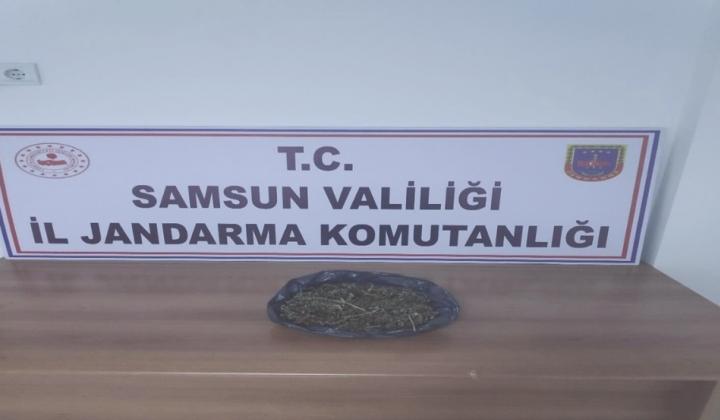 T.C.
SAMSUN VALİLİĞİ
İL JANDARMA KOMUTANLIĞI